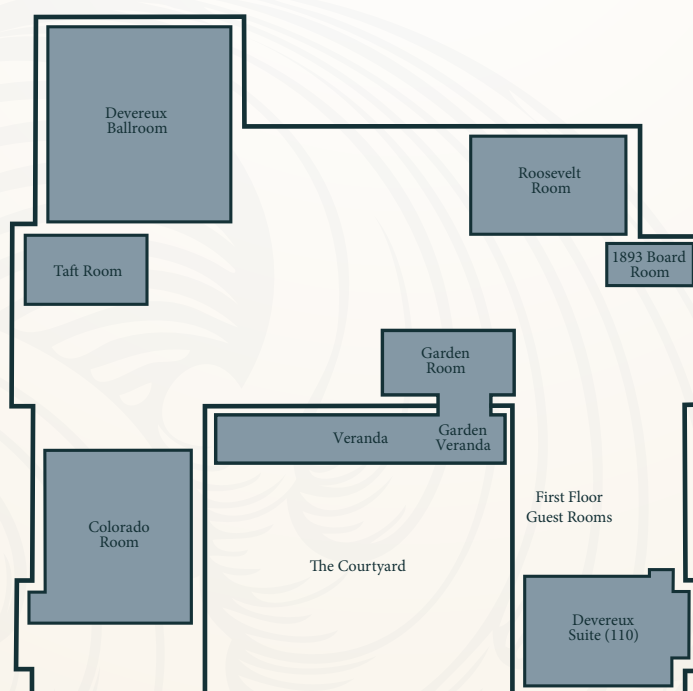 Devereux
Ballroom
Roosevelt
Room
1893 Board
Room
Taft Room
Garden
Room
Veranda
Garden
Veranda
First Floor
Guest Rooms
Colorado
Room
The Courtyard
Devereux
Suite (110)